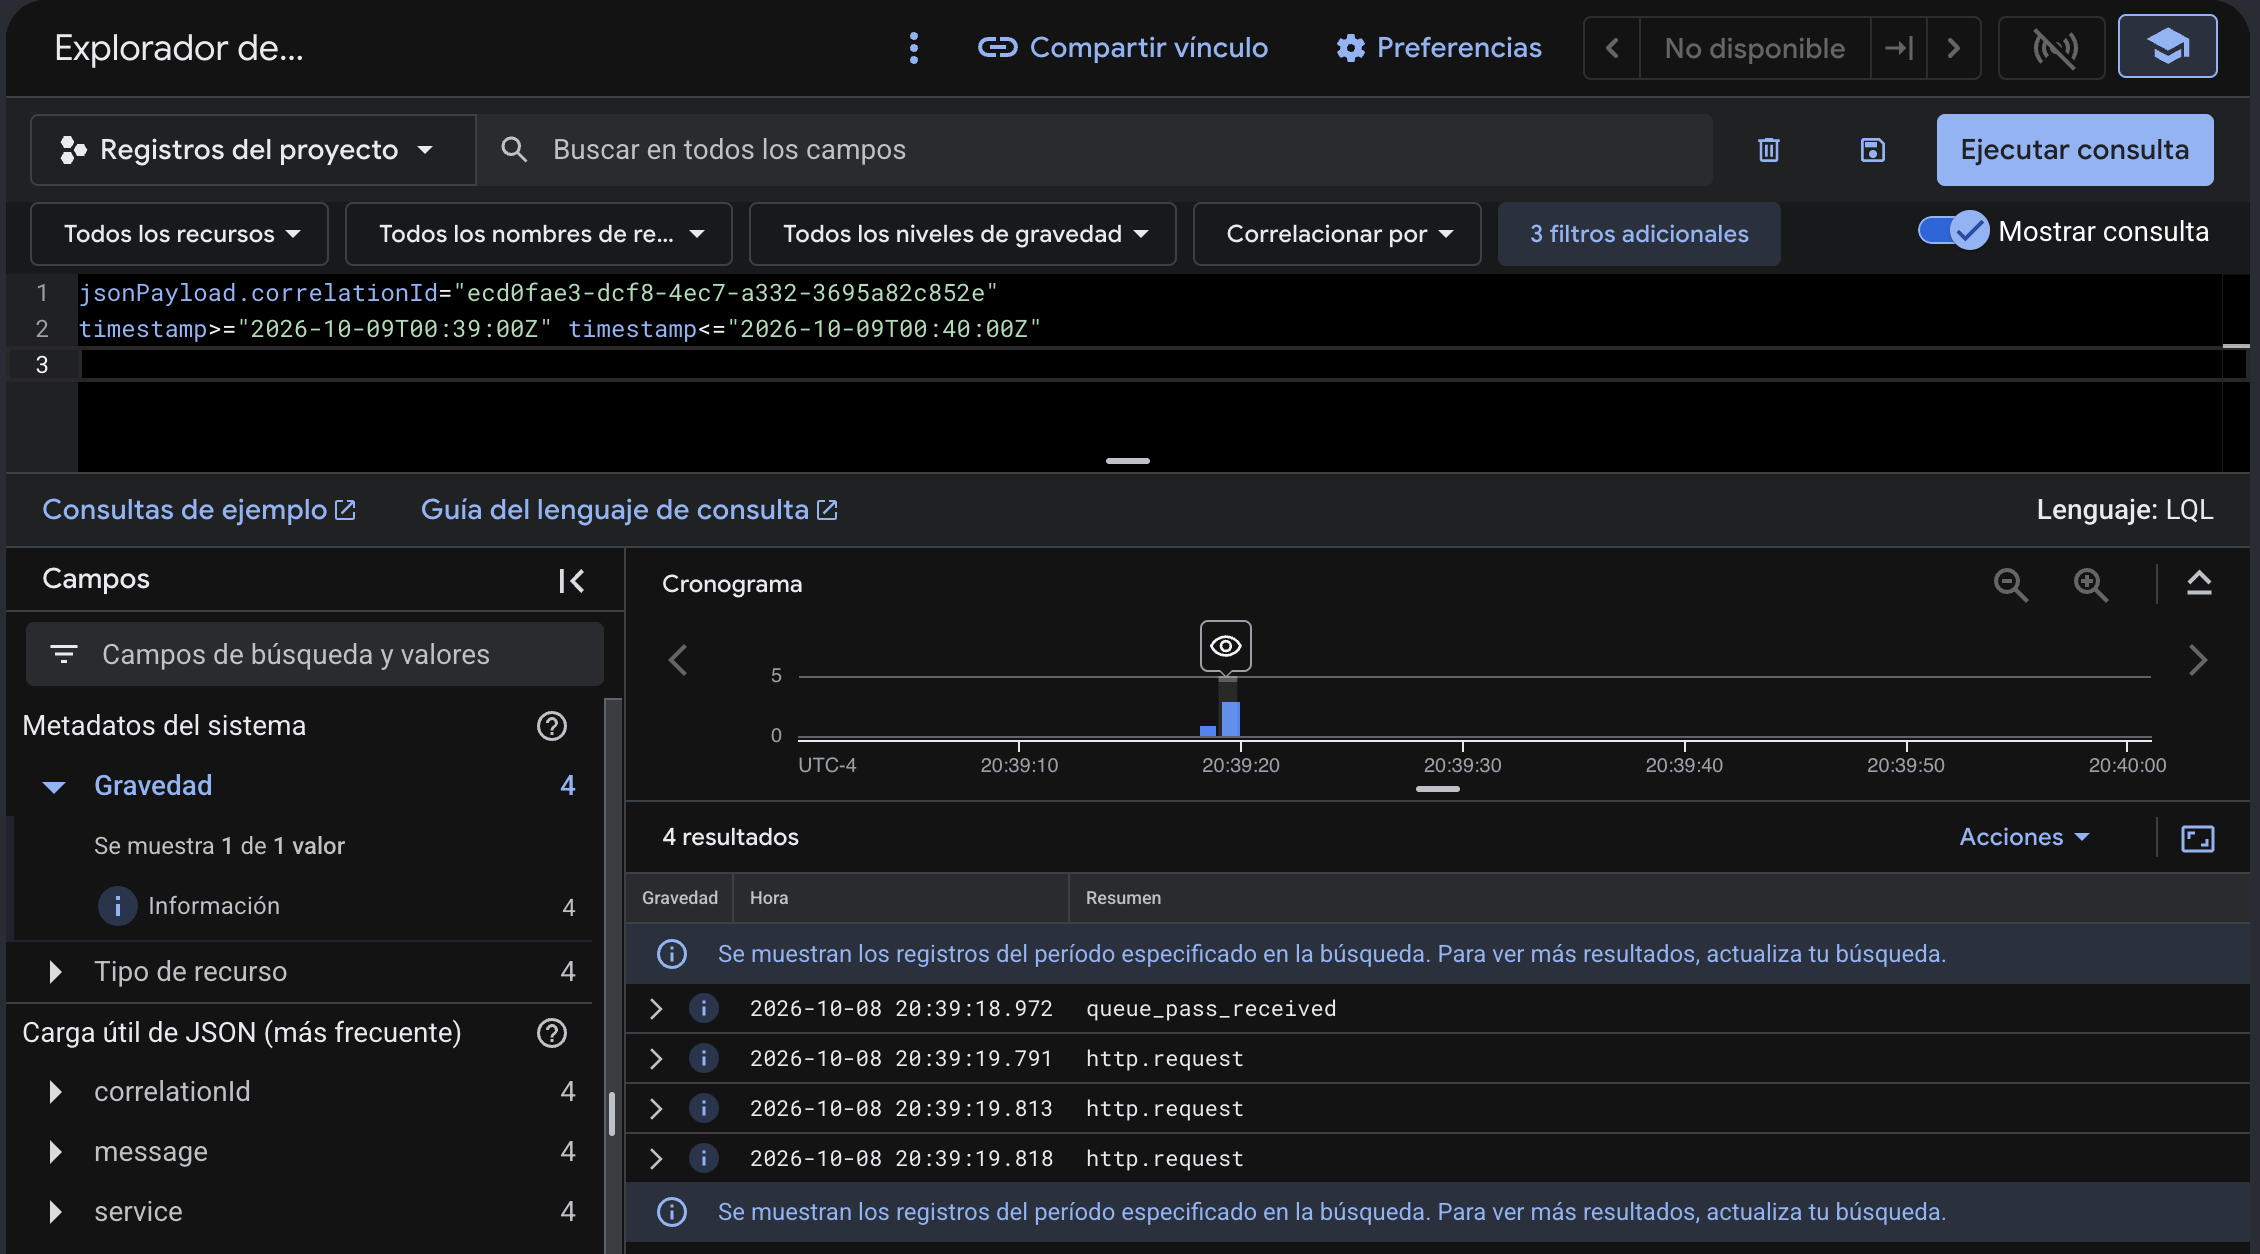 Explorador de...
Compartir vínculo
Preferencias
No disponible
Registros del proyecto
Buscar en todos los campos
Ejecutar consulta
Todos los recursos
Todos los nombres de re...
Todos los niveles de gravedad
Correlacionar por
3 filtros adicionales
Mostrar consulta
1 jsonPayload.correlationId="ecd0fae3-dcf8-4ec7-a332-3695a82c852e"
2 timestamp>="2026-10-09T00:39:00Z" timestamp<="2026-10-09T00:40:00Z"
3
Consultas de ejemplo
Guía del lenguaje de consulta
Lenguaje: LQL
Campos
Campos de búsqueda y valores
Metadatos del sistema
Gravedad 4
Se muestra 1 de 1 valor
Información 4
Tipo de recurso 4
Carga útil de JSON (más frecuente)
correlationId 4
message 4
service 4
Cronograma
5
0
UTC-4 20:39:10 20:39:20 20:39:30 20:39:40 20:39:50 20:40:00
4 resultados
Acciones
Gravedad Hora Resumen
Se muestran los registros del período especificado en la búsqueda. Para ver más resultados, actualiza tu búsqueda.
2026-10-08 20:39:18.972 queue_pass_received
2026-10-08 20:39:19.791 http.request
2026-10-08 20:39:19.813 http.request
2026-10-08 20:39:19.818 http.request
Se muestran los registros del período especificado en la búsqueda. Para ver más resultados, actualiza tu búsqueda.